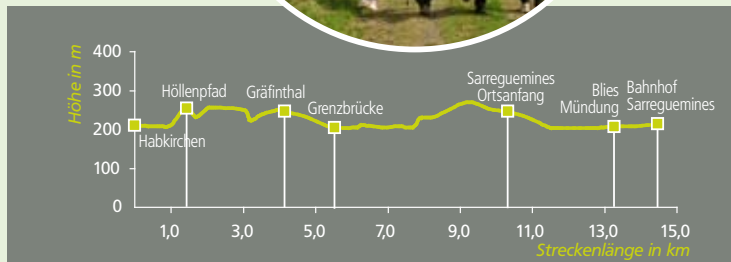 Höhe in m
400
300
200
100
0
Habkirchen
Höllenpfad
Gräfinthal
Grenzbrücke
Sarreguemines
Ortsanfang
Blies
Mündung
Bahnhof
Sarreguemines
1,0 3,0 5,0 7,0 9,0 11,0 13,0 15,0
Streckenlänge in km